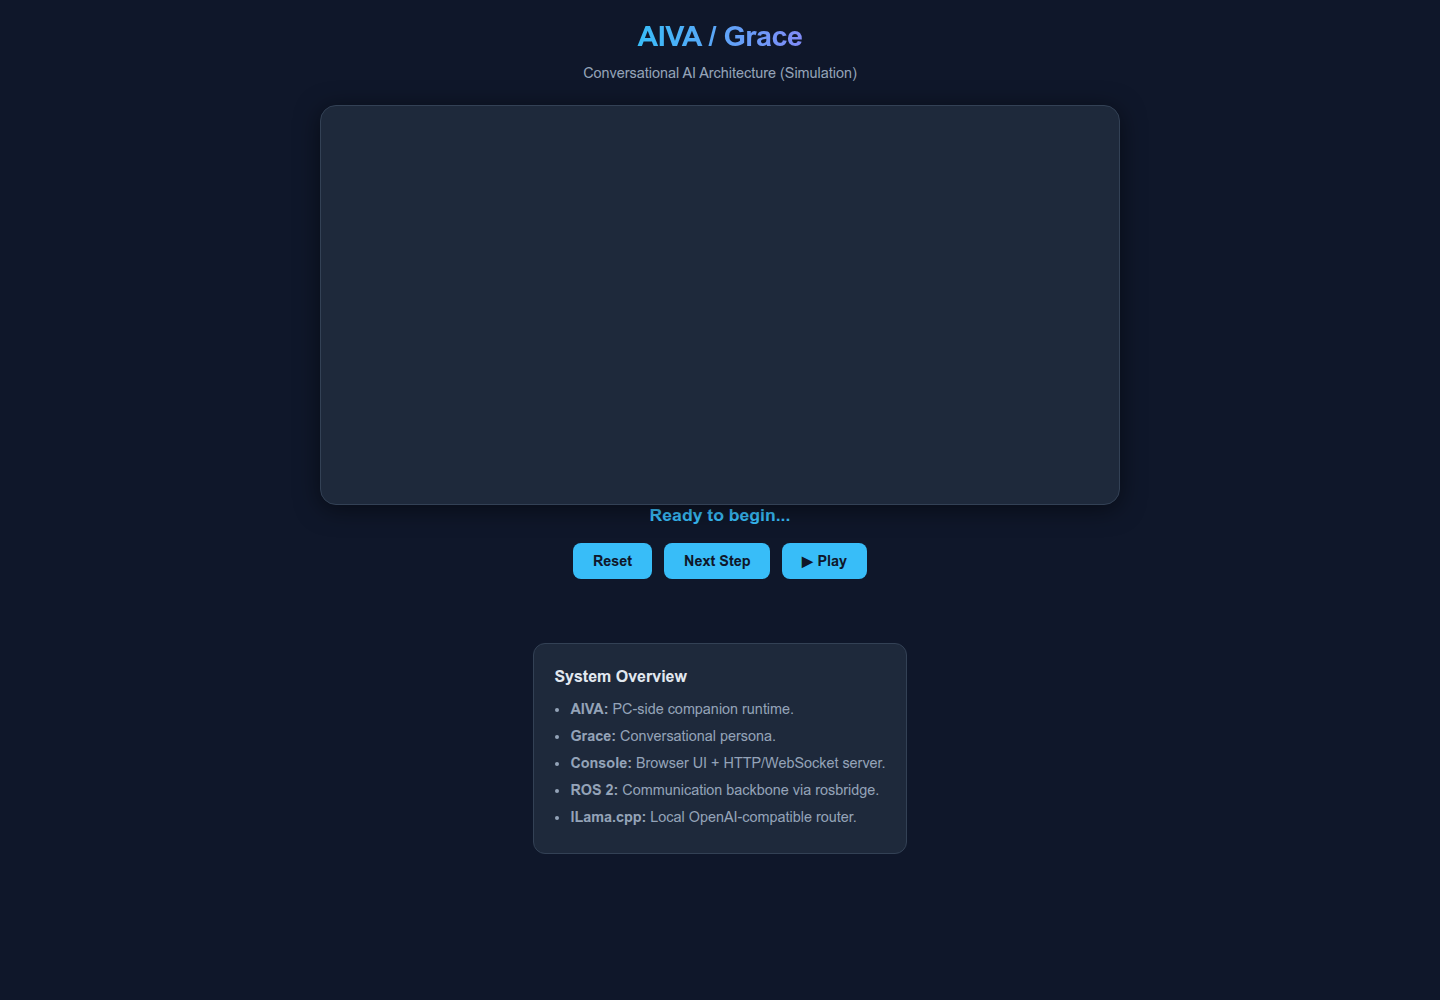 AIVA / Grace
Conversational AI Architecture (Simulation)
Ready to begin...
Reset
Next Step
▶ Play
System Overview
• AIVA: PC-side companion runtime.
• Grace: Conversational persona.
• Console: Browser UI + HTTP/WebSocket server.
• ROS 2: Communication backbone via rosbridge.
• lLama.cpp: Local OpenAI-compatible router.